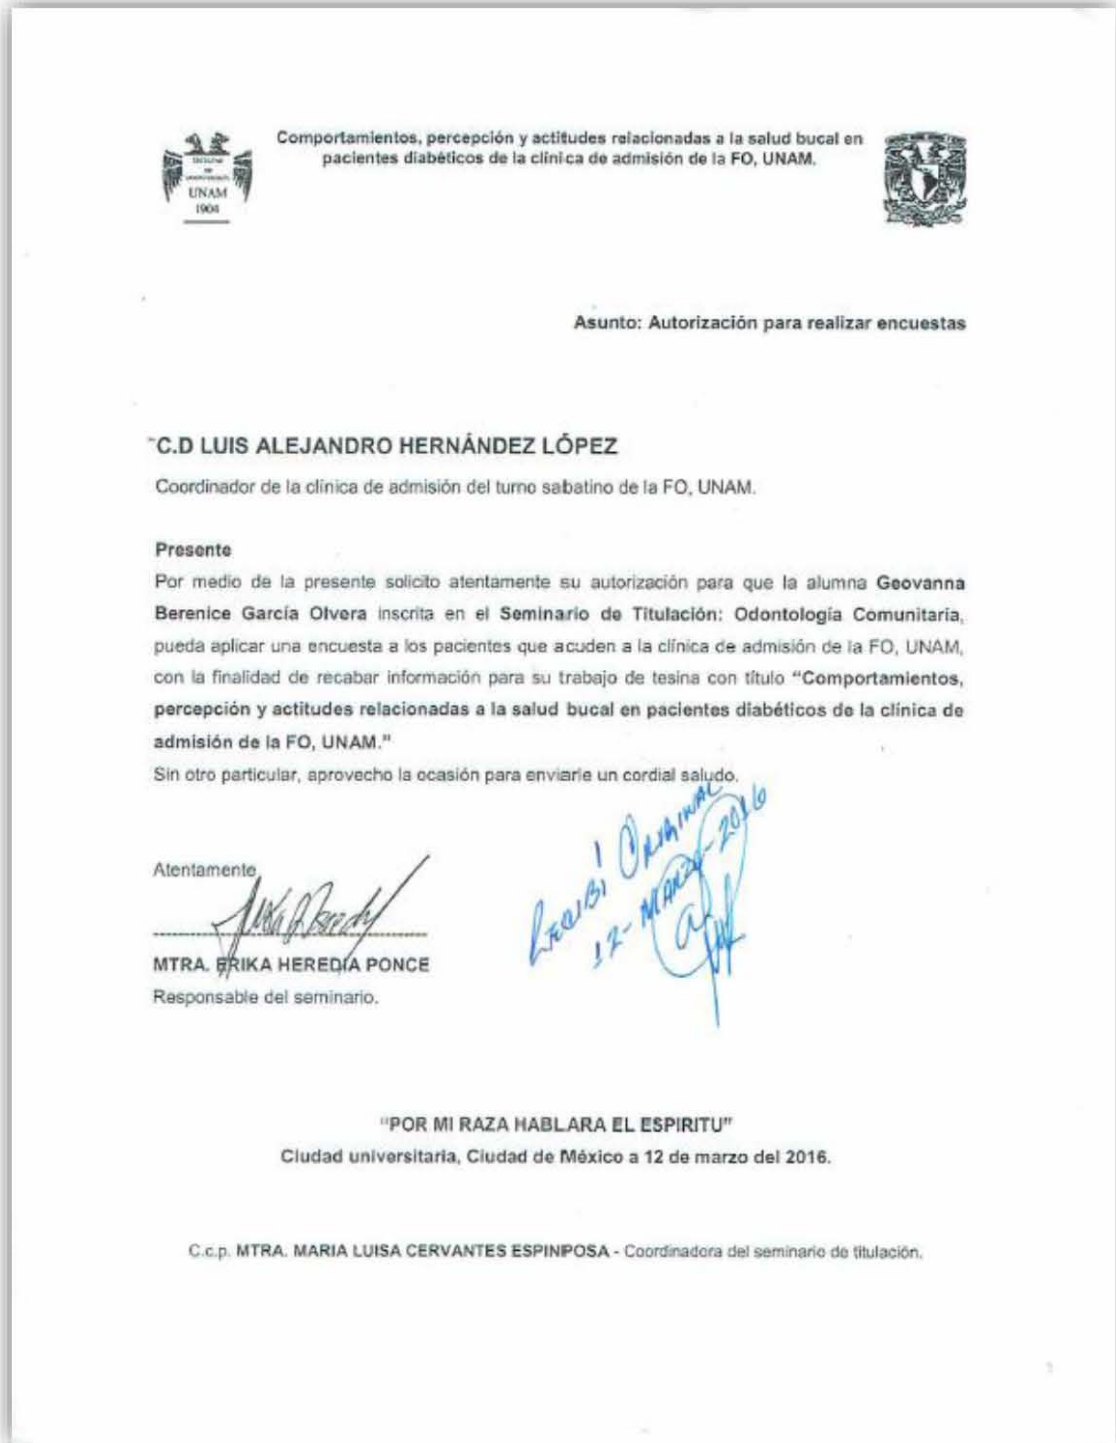 Comportamientos, percepción y actitudes relacionadas a la salud bucal en
pacientes diabéticos de la clínica de admisión de la FO, UNAM.
UNAM
1904
Asunto: Autorización para realizar encuestas
C.D LUIS ALEJANDRO HERNÁNDEZ LÓPEZ
Coordinador de la clínica de admisión del turno sabatino de la FO, UNAM.
Presente
Por medio de la presente solicito atentamente su autorización para que la alumna Geovanna
Berenice García Olvera inscrita en el Seminario de Titulación: Odontología Comunitaria,
pueda aplicar una encuesta a los pacientes que acuden a la clínica de admisión de la FO, UNAM,
con la finalidad de recabar información para su trabajo de tesina con título “Comportamientos,
percepción y actitudes relacionadas a la salud bucal en pacientes diabéticos de la clínica de
admisión de la FO, UNAM.”
Sin otro particular, aprovecho la ocasión para enviarle un cordial saludo.
RECIBÍ ORIGINAL
12-MARZO-2016
Atentamente
MTRA. ERIKA HEREDÍA PONCE
Responsable del seminario.
“POR MI RAZA HABLARA EL ESPIRITU”
Ciudad universitaria, Ciudad de México a 12 de marzo del 2016.
C.c.p. MTRA. MARIA LUISA CERVANTES ESPINPOSA - Coordinadora del seminario de titulación.